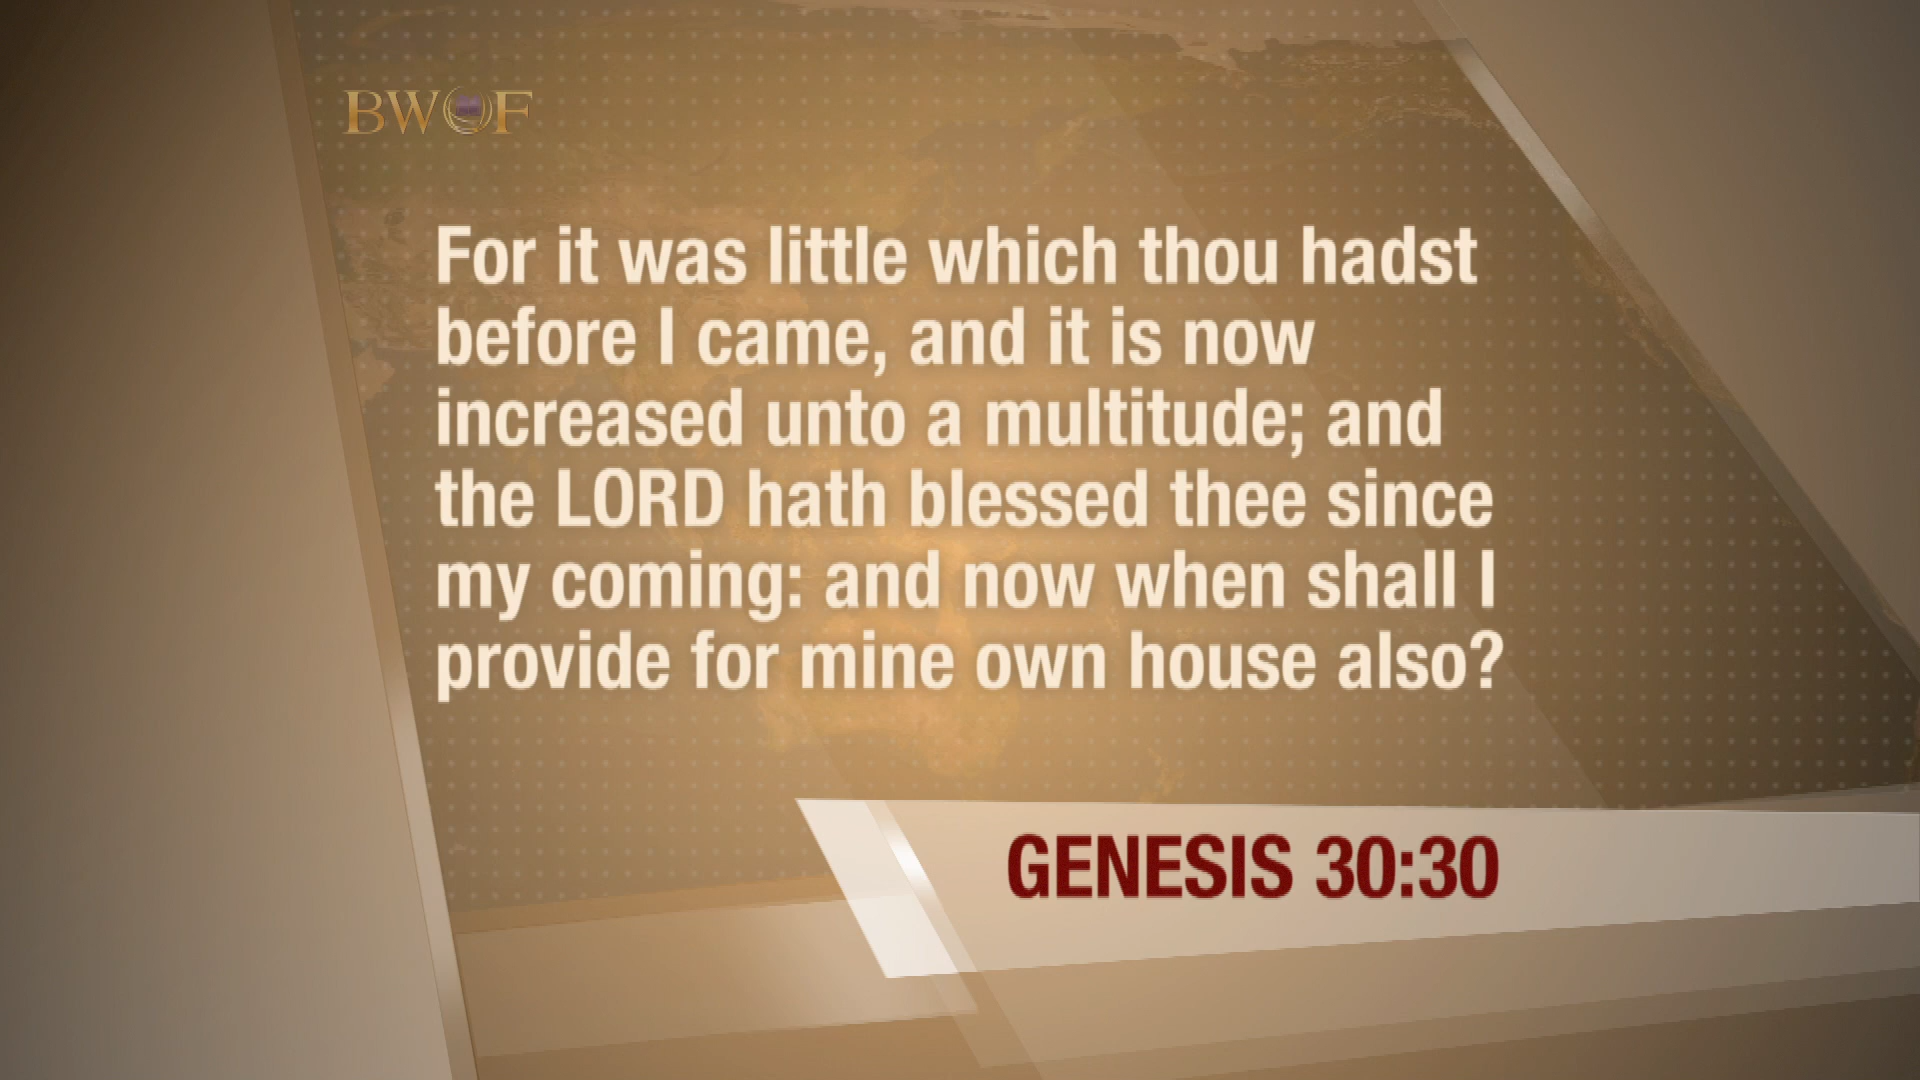 BWOF
For it was little which thou hadst
before I came, and it is now
increased unto a multitude; and
the LORD hath blessed thee since
my coming: and now when shall I
provide for mine own house also?
GENESIS 30:30